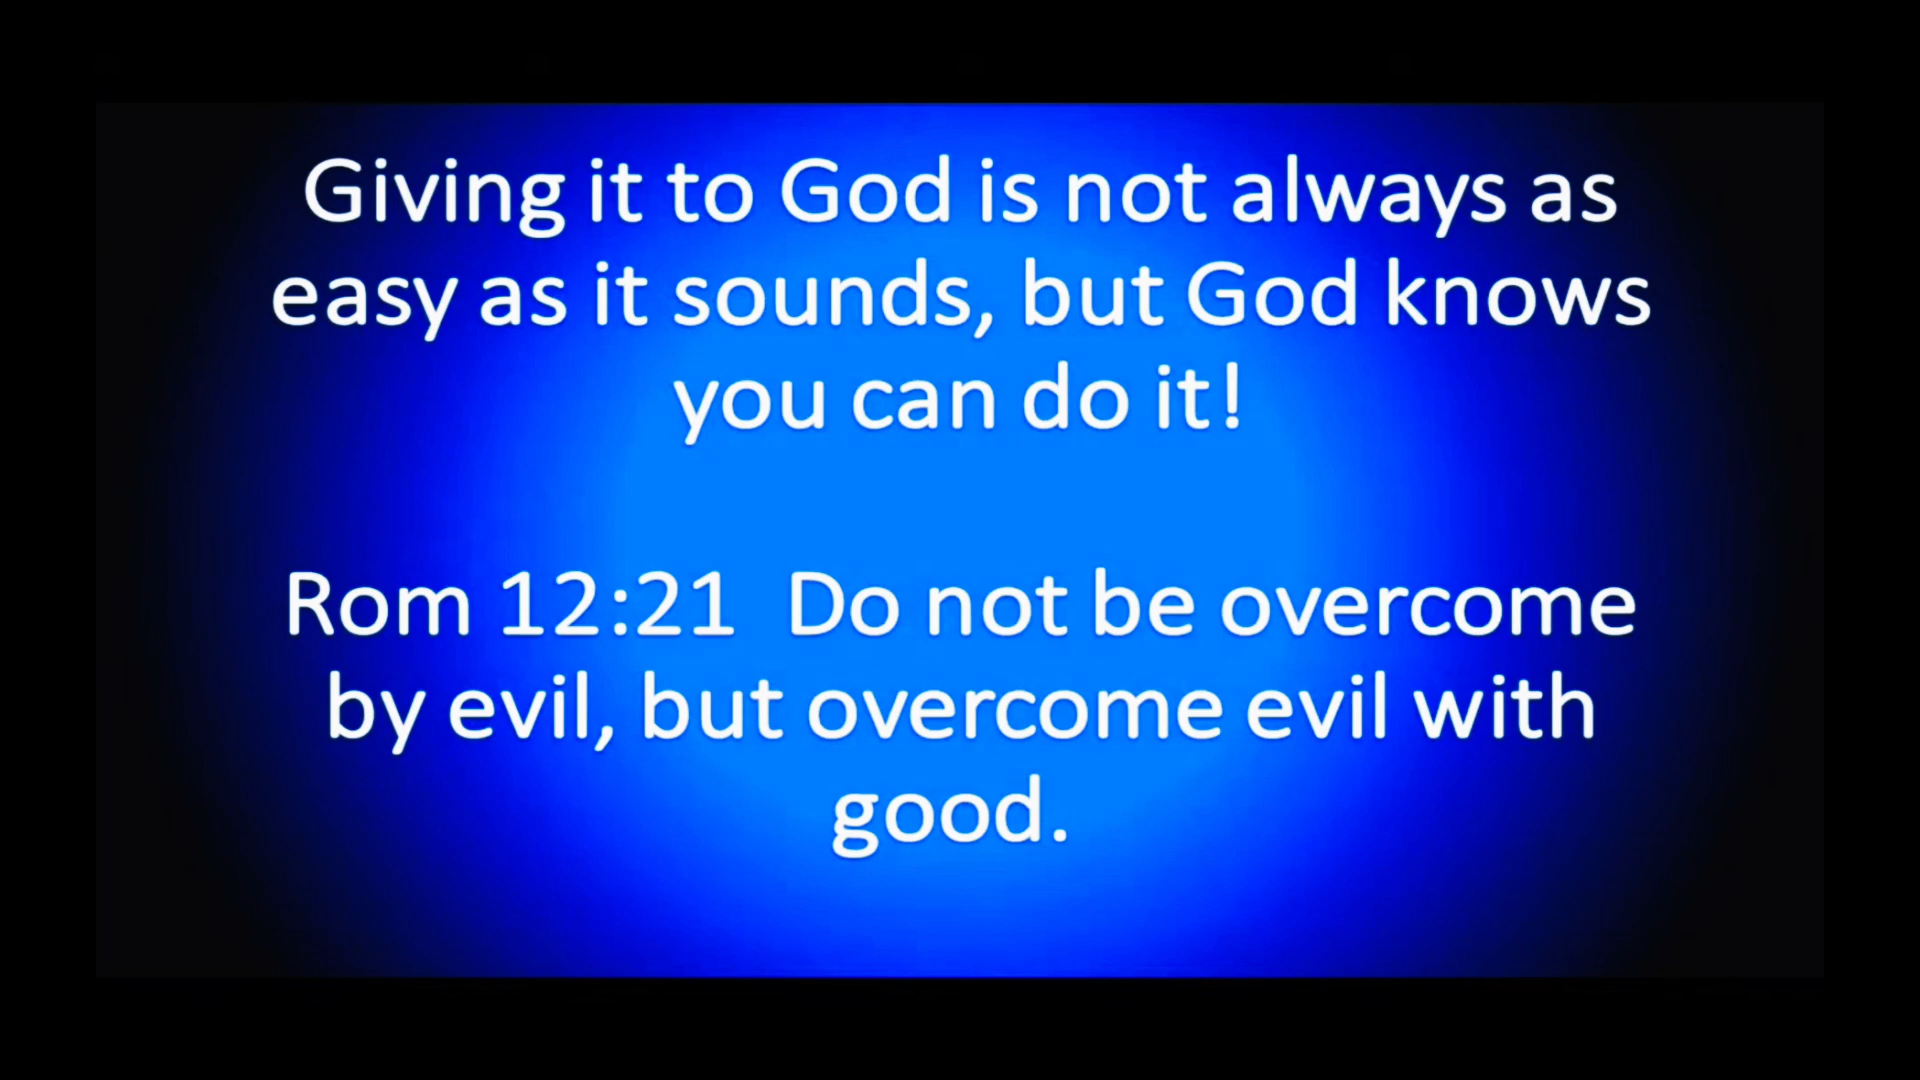 Giving it to God is not always as
easy as it sounds, but God knows
you can do it!
Rom 12:21  Do not be overcome
by evil, but overcome evil with
good.